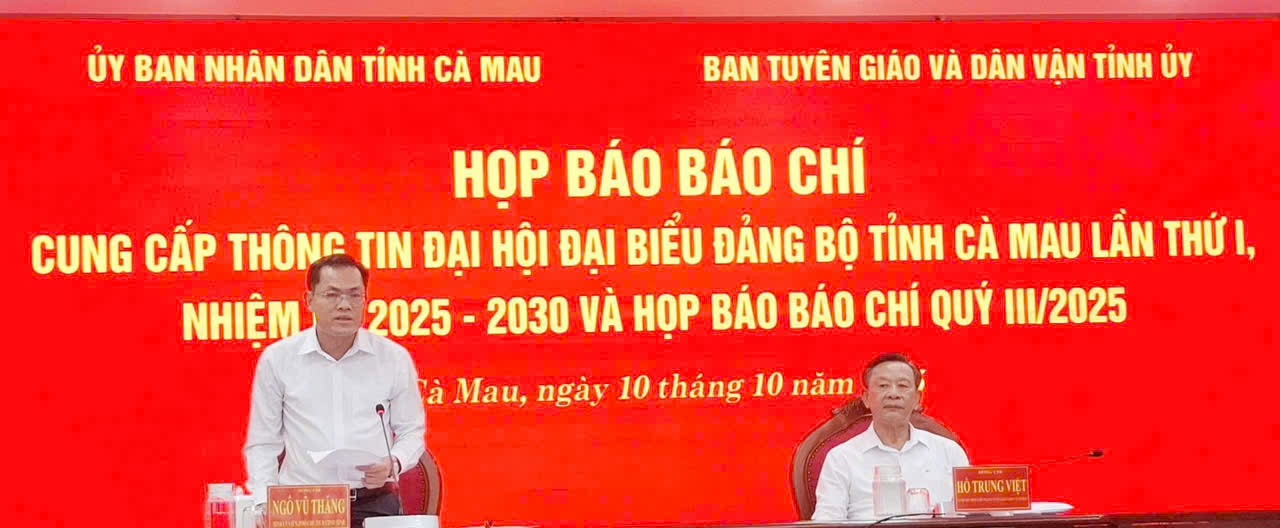 ỦY BAN NHÂN DÂN TỈNH CÀ MAU
BAN TUYÊN GIÁO VÀ DÂN VẬN TỈNH ỦY
HỌP BÁO BÁO CHÍ
CUNG CẤP THÔNG TIN ĐẠI HỘI ĐẠI BIỂU ĐẢNG BỘ TỈNH CÀ MAU LẦN THỨ I,
NHIỆM 2025 - 2030 VÀ HỌP BÁO BÁO CHÍ QUÝ III/2025
Cà Mau, ngày 10 tháng 10 năm
NGÔ VŨ THĂNG
HỒ TRUNG VIỆT